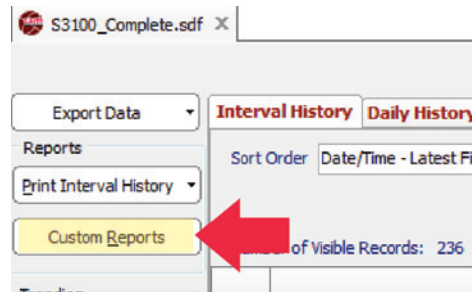 S3100_Complete.sdf
Export Data
Interval History
Daily History
Reports
Sort Order
Date/Time - Latest Fi
Print Interval History
Custom Reports
of Visible Records: 236